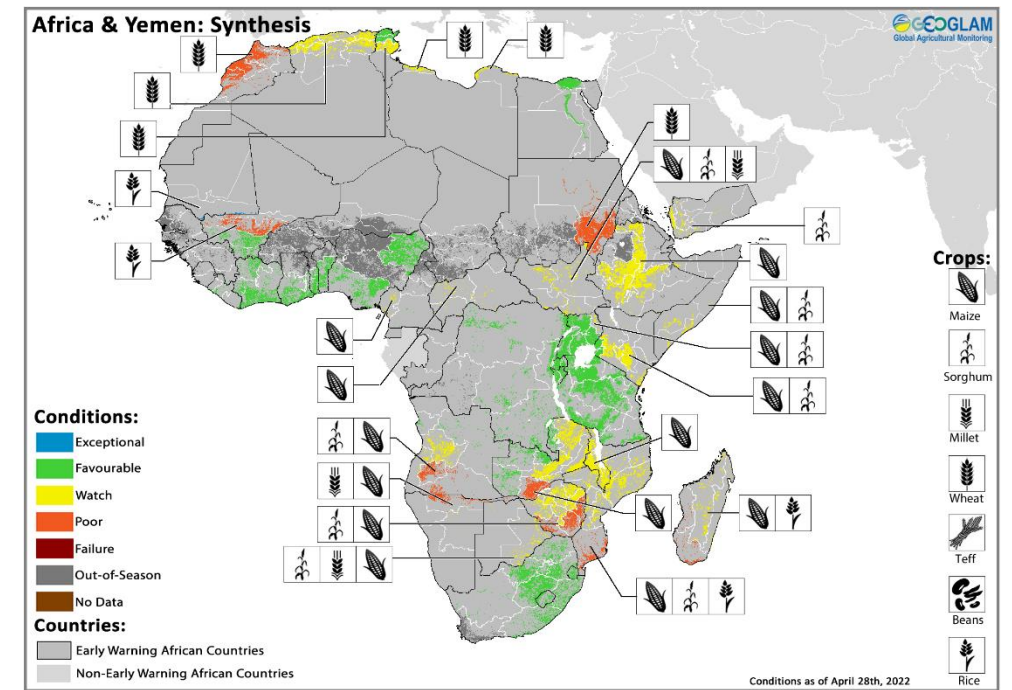 Africa & Yemen: Synthesis
GEOGLAM
Global Agricultural Monitoring
Crops:
Maize
Sorghum
Millet
Wheat
Teff
Beans
Rice
Conditions:
Exceptional
Favourable
Watch
Poor
Failure
Out-of-Season
No Data
Countries:
Early Warning African Countries
Non-Early Warning African Countries
Conditions as of April 28th, 2022